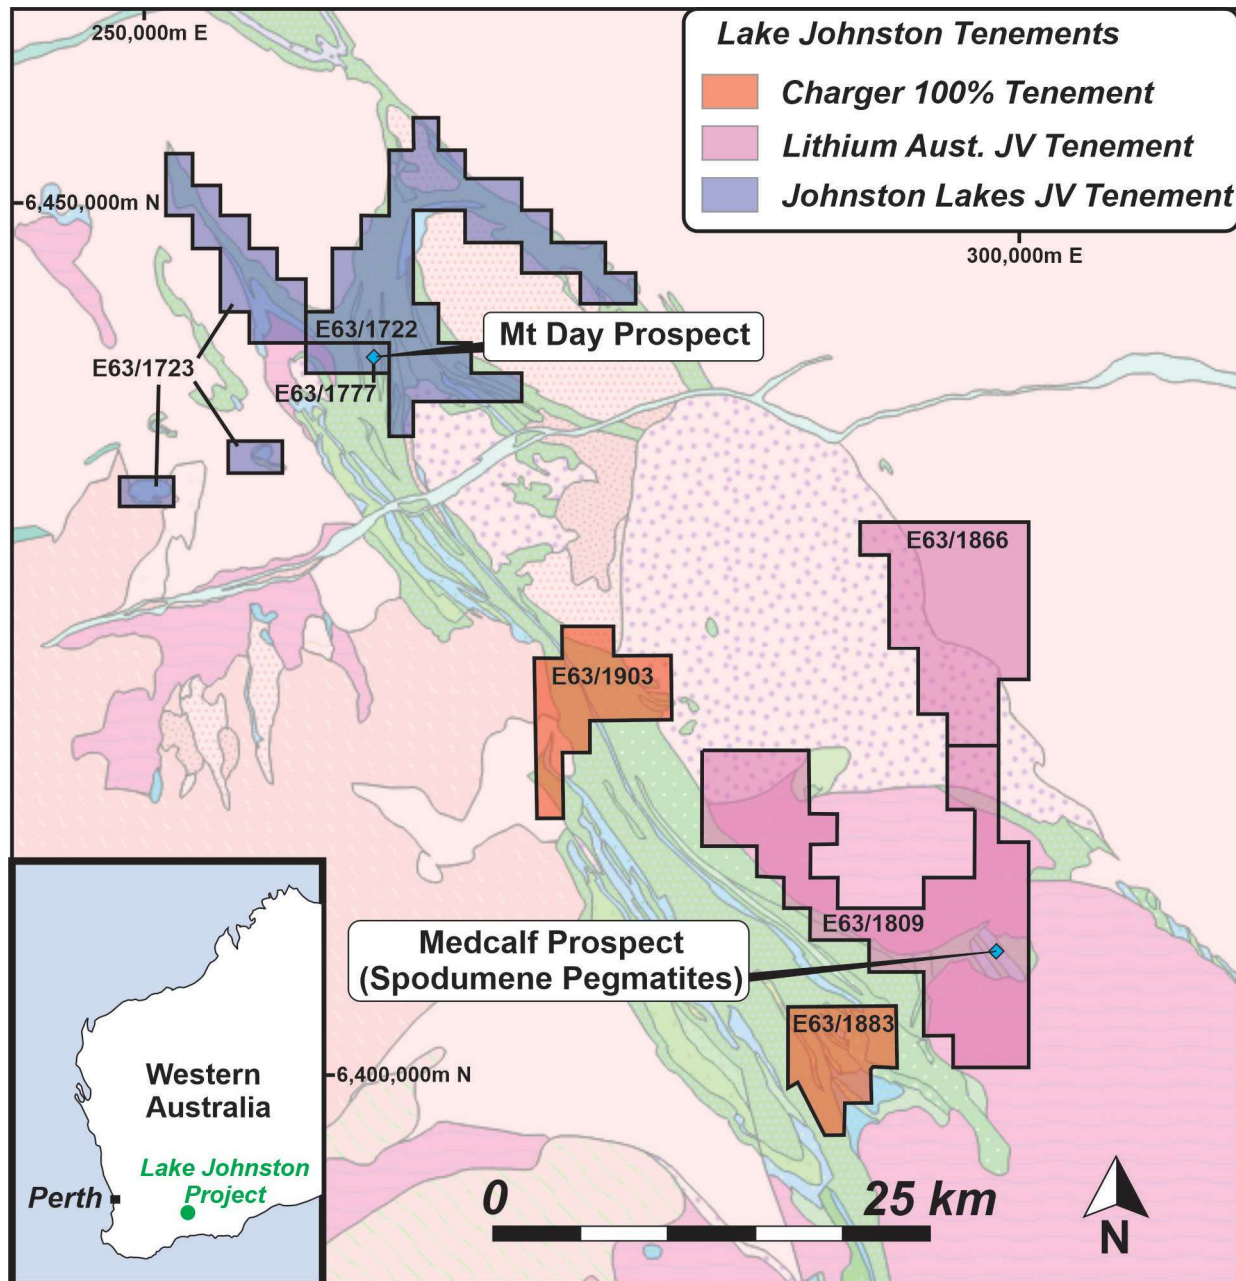 250,000m E
Lake Johnston Tenements
Charger 100% Tenement
Lithium Aust. JV Tenement
Johnston Lakes JV Tenement
6,450,000m N
300,000m E
E63/1722
Mt Day Prospect
E63/1723
E63/1777
E63/1866
E63/1903
E63/1809
Medcalf Prospect
(Spodumene Pegmatites)
E63/1883
6,400,000m N
Western
Australia
Lake Johnston
Project
Perth
0
25 km
N